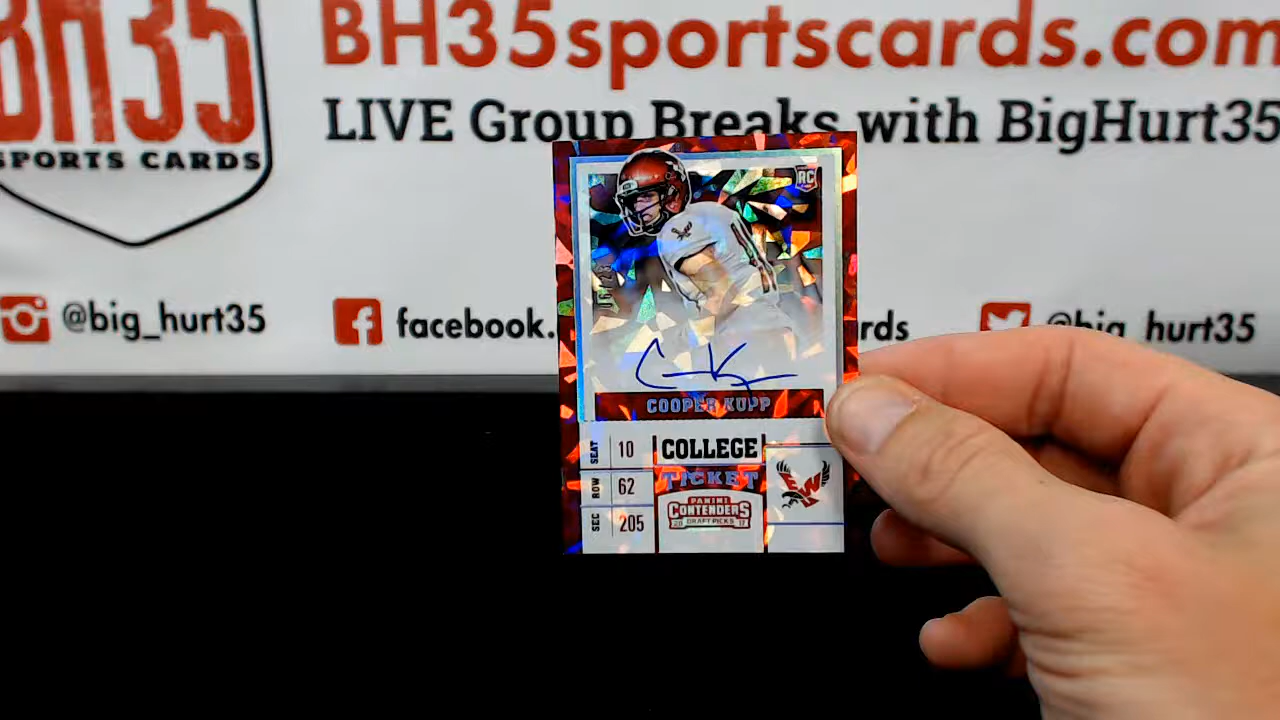 BH35
SPORTS CARDS
BH35sportscards.com
LIVE Group Breaks with BigHurt35
@big_hurt35
facebook.
rds
@big_hurt35
RC
COOPER KUPP
SEAT 10
ROW 62
SEC 205
COLLEGE
TICKET
PANINI
CONTENDERS
20 DRAFT PICKS 17
EW